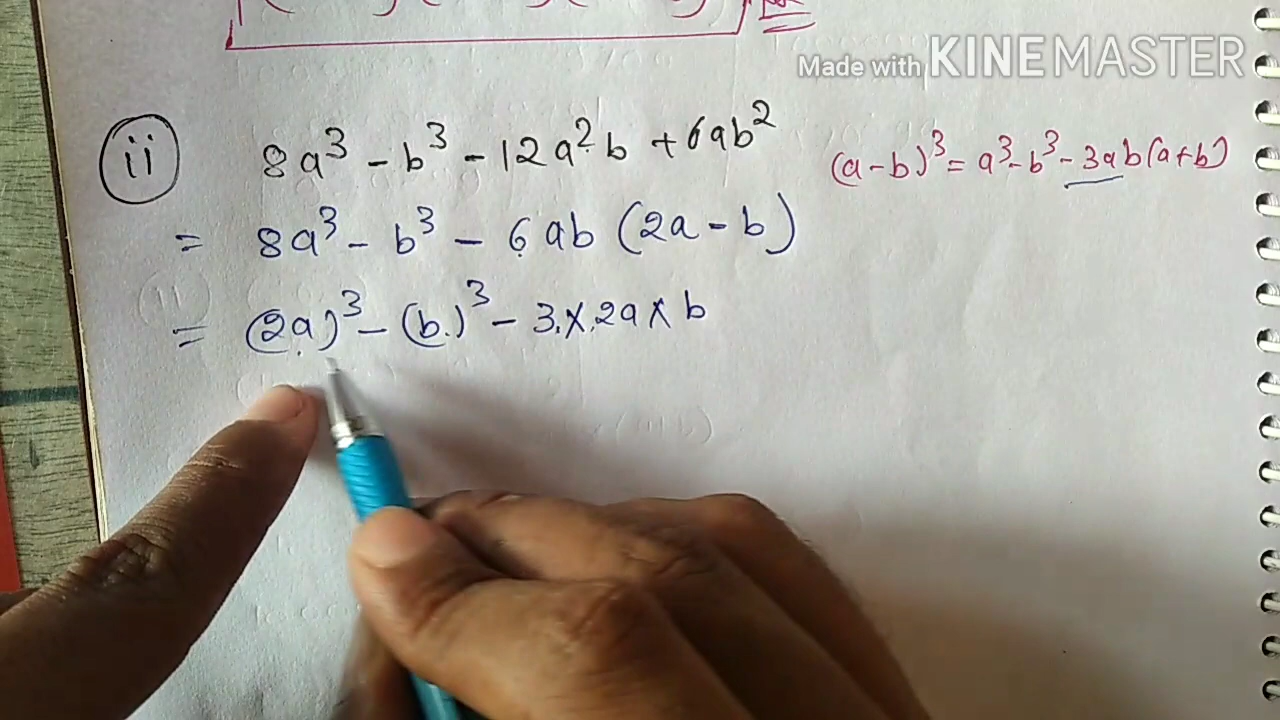 Made with KINEMASTER
ii 8a³ - b³ - 12a²b + 6ab²
(a-b)³ = a³-b³-3ab(a+b)
= 8a³ - b³ - 6ab (2a - b)
= (2a)³ - (b.)³ - 3.×.2a × b